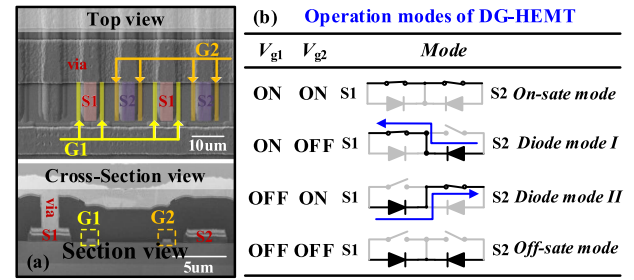 Top view
G2
via
S1 S2 S1 S2
G1
10um
Cross-Section view
via
G1 G2
S1 S2
Section view
(a)
5um
(b) Operation modes of DG-HEMT
Vg1 Vg2 Mode
ON ON S1 S2 On-sate mode
ON OFF S1 S2 Diode mode I
OFF ON S1 S2 Diode mode II
OFF OFF S1 S2 Off-sate mode